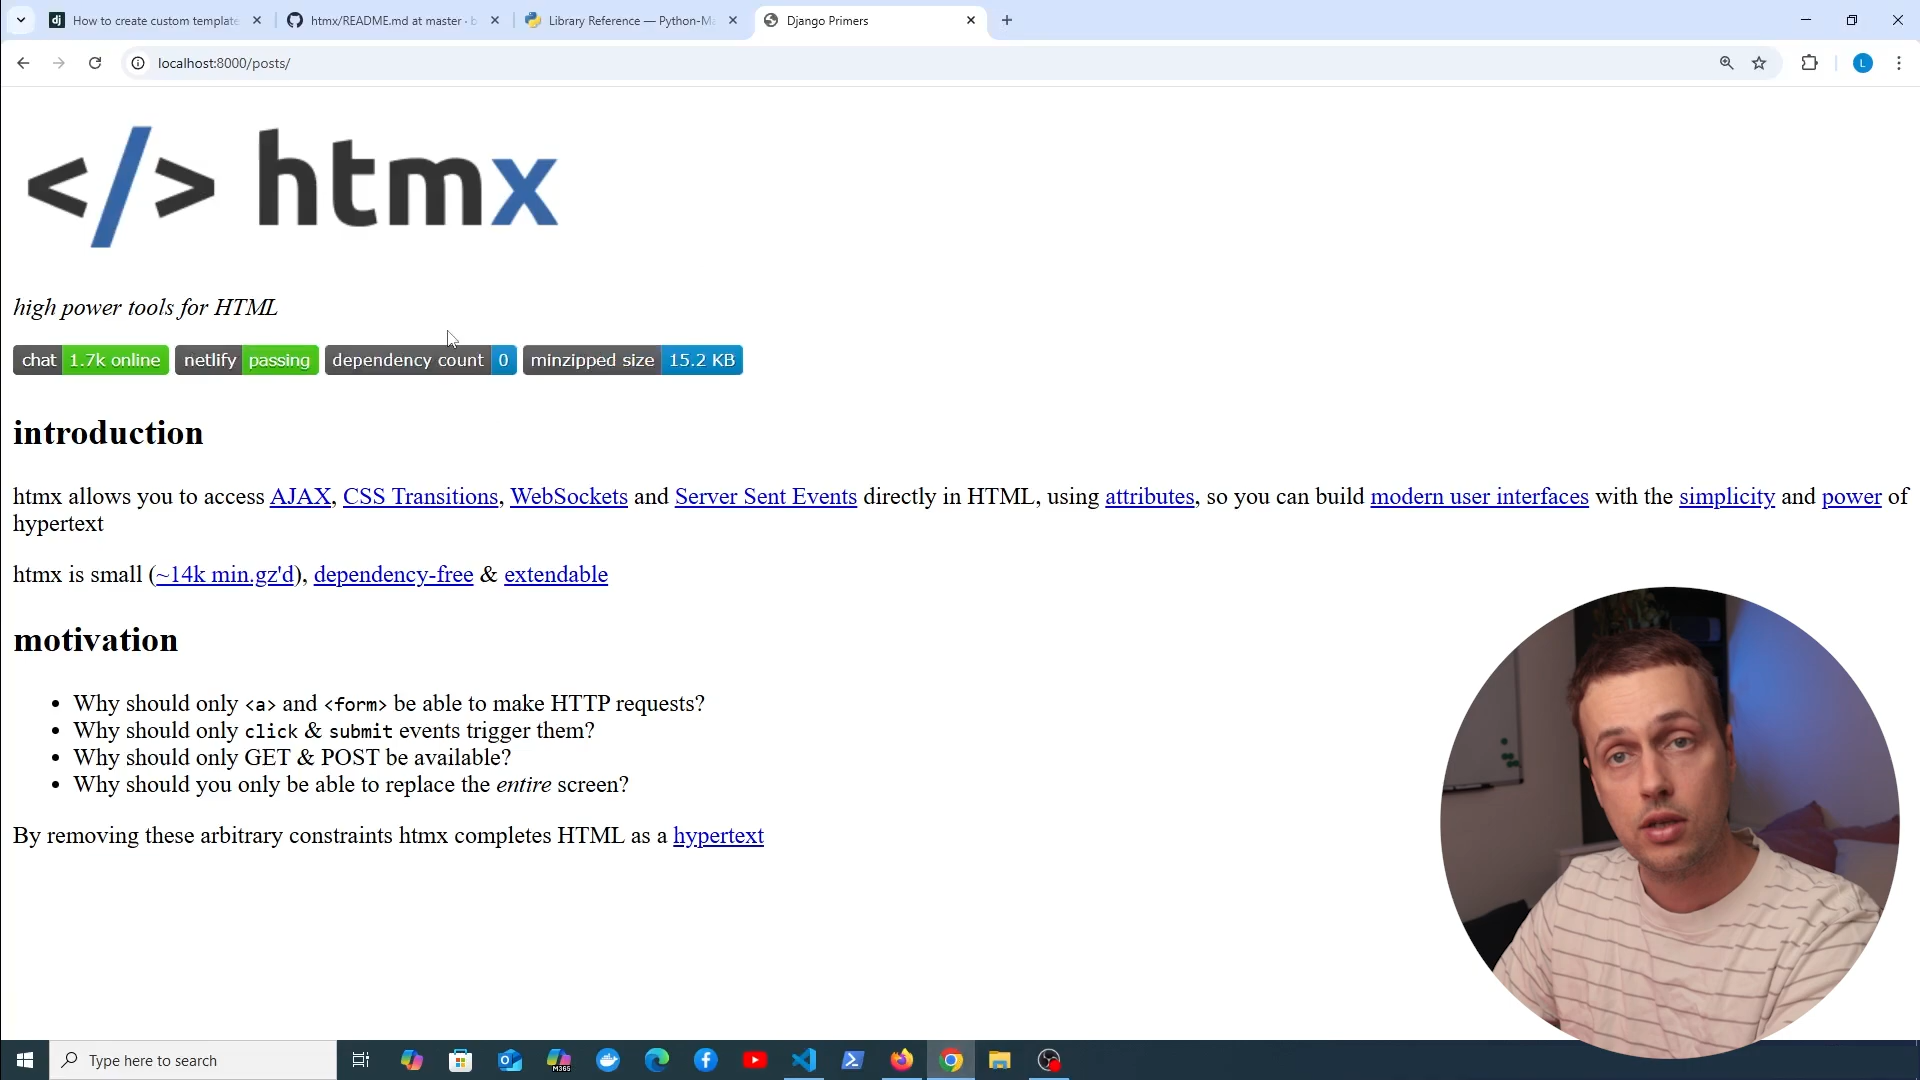 How to create custom template
htmx/README.md at master · b
Library Reference — Python-Ma
Django Primers
localhost:8000/posts/
L
</> htmx
high power tools for HTML
chat 1.7k online netlify passing dependency count 0 minzipped size 15.2 KB
introduction
htmx allows you to access AJAX, CSS Transitions, WebSockets and Server Sent Events directly in HTML, using attributes, so you can build modern user interfaces with the simplicity and power of
hypertext
htmx is small (~14k min.gz'd), dependency-free & extendable
motivation
• Why should only <a> and <form> be able to make HTTP requests?
• Why should only click & submit events trigger them?
• Why should only GET & POST be available?
• Why should you only be able to replace the entire screen?
By removing these arbitrary constraints htmx completes HTML as a hypertext
Type here to search
M365